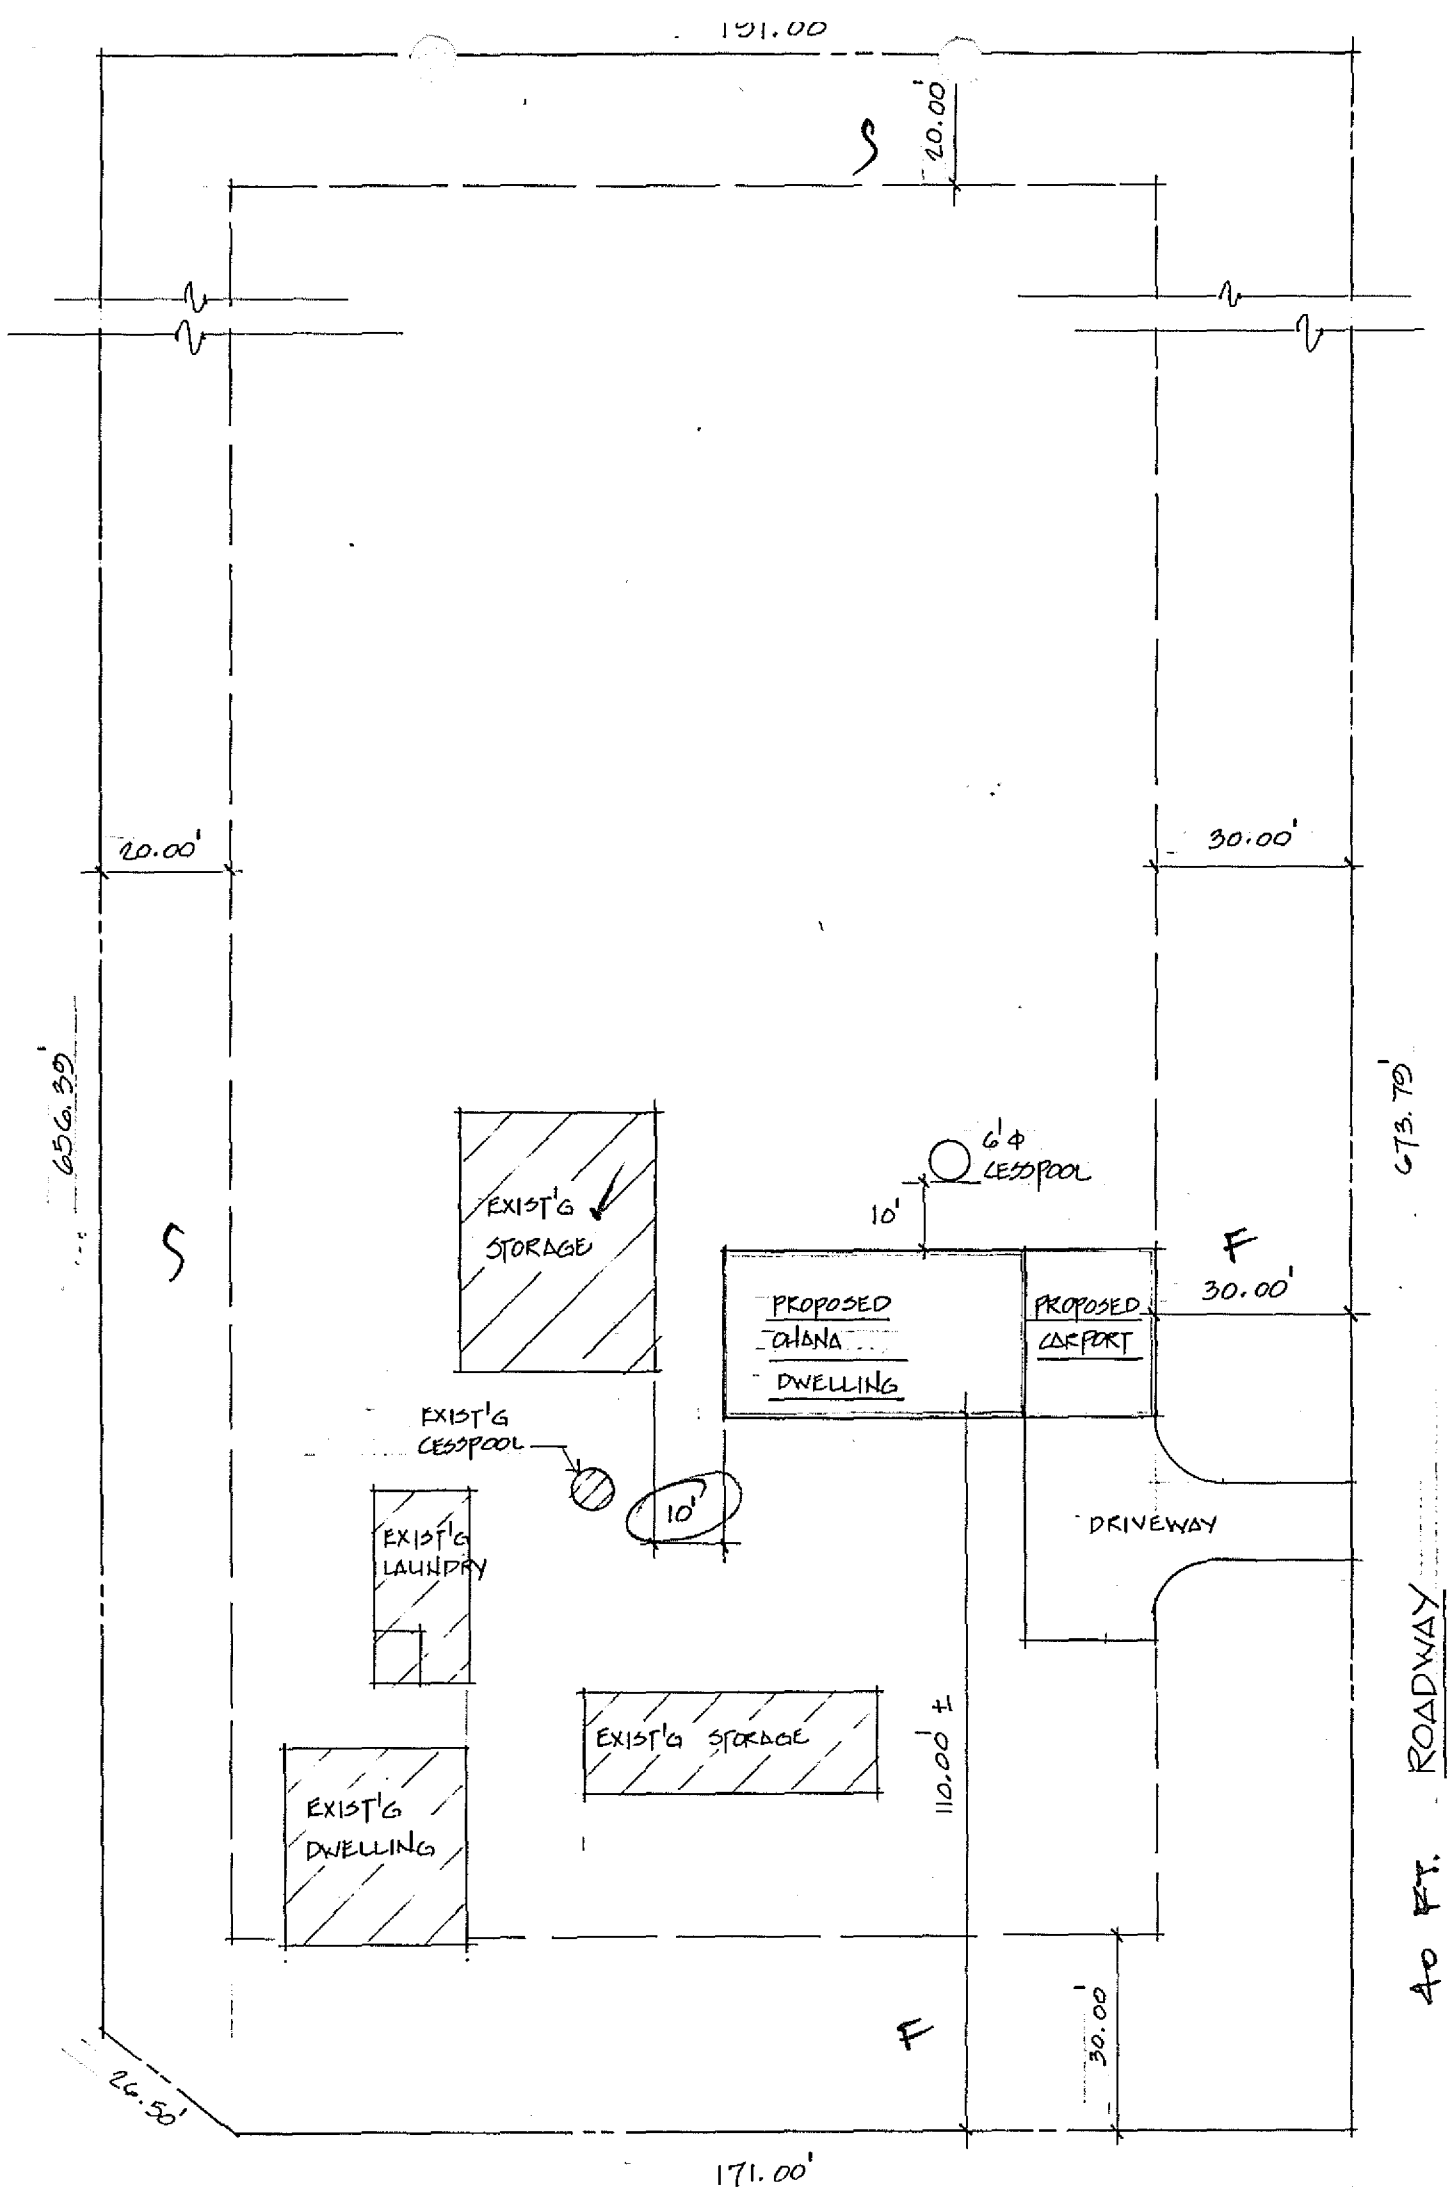 191.00
S
20.00'
20.00'
30.00'
656.39'
673.79'
6'Φ
CESSPOOL
10'
EXIST'G
STORAGE
S
F
30.00'
PROPOSED
OHANA
DWELLING
PROPOSED
CARPORT
EXIST'G
CESSPOOL
10'
EXIST'G
LAUNDRY
DRIVEWAY
EXIST'G STORAGE
110.00' ±
EXIST'G
DWELLING
40 FT. ROADWAY
F
30.00'
26.50'
171.00'